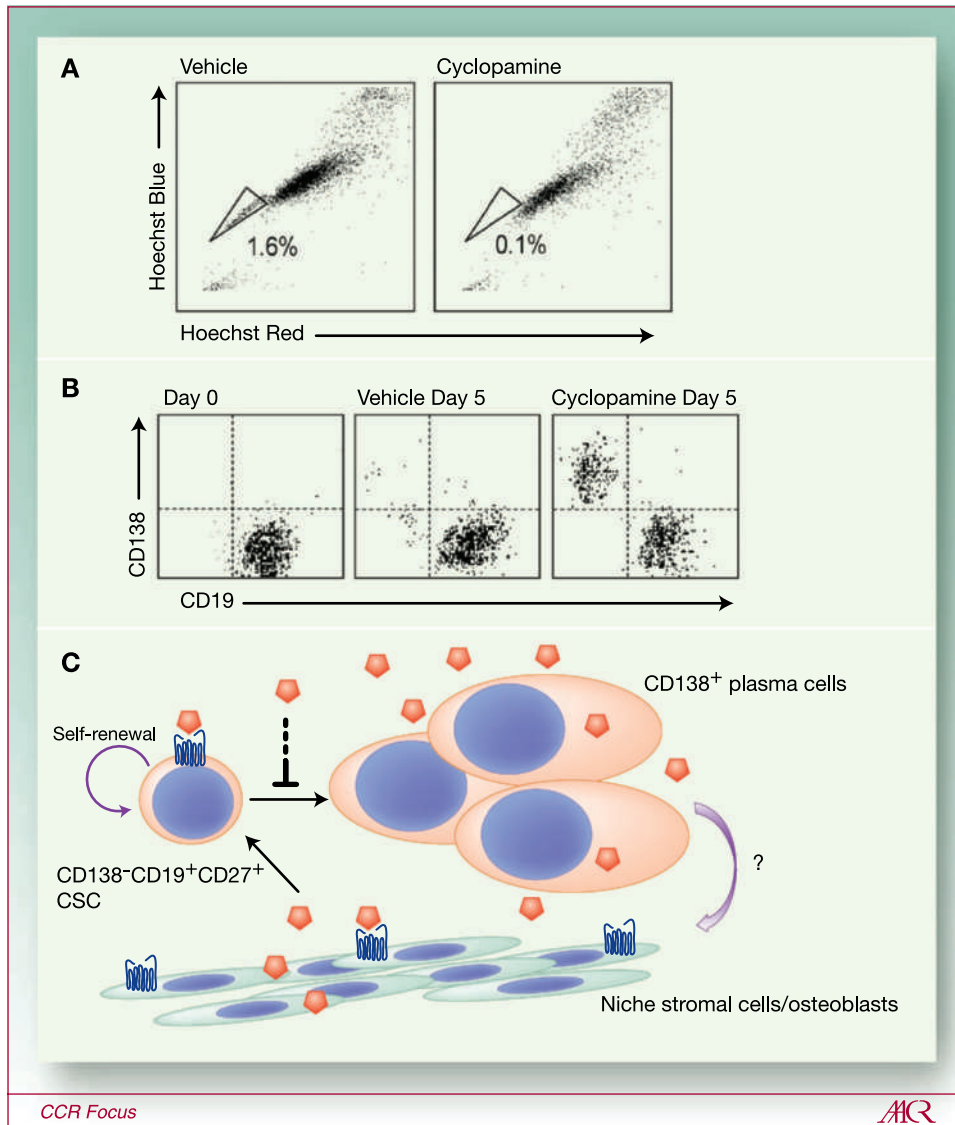 A
Vehicle
Cyclopamine
Hoechst Blue
1.6%
0.1%
Hoechst Red
B
Day 0
Vehicle Day 5
Cyclopamine Day 5
CD138
CD19
C
CD138+ plasma cells
Self-renewal
?
CD138-CD19+CD27+
CSC
Niche stromal cells/osteoblasts
CCR Focus
AACR